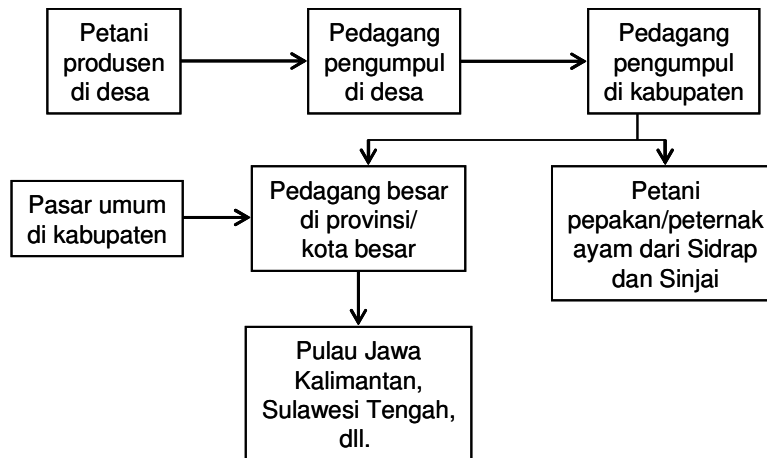 Petani
produsen
di desa
Pedagang
pengumpul
di desa
Pedagang
pengumpul
di kabupaten
Pasar umum
di kabupaten
Pedagang besar
di provinsi/
kota besar
Petani
pepakan/peternak
ayam dari Sidrap
dan Sinjai
Pulau Jawa
Kalimantan,
Sulawesi Tengah,
dll.